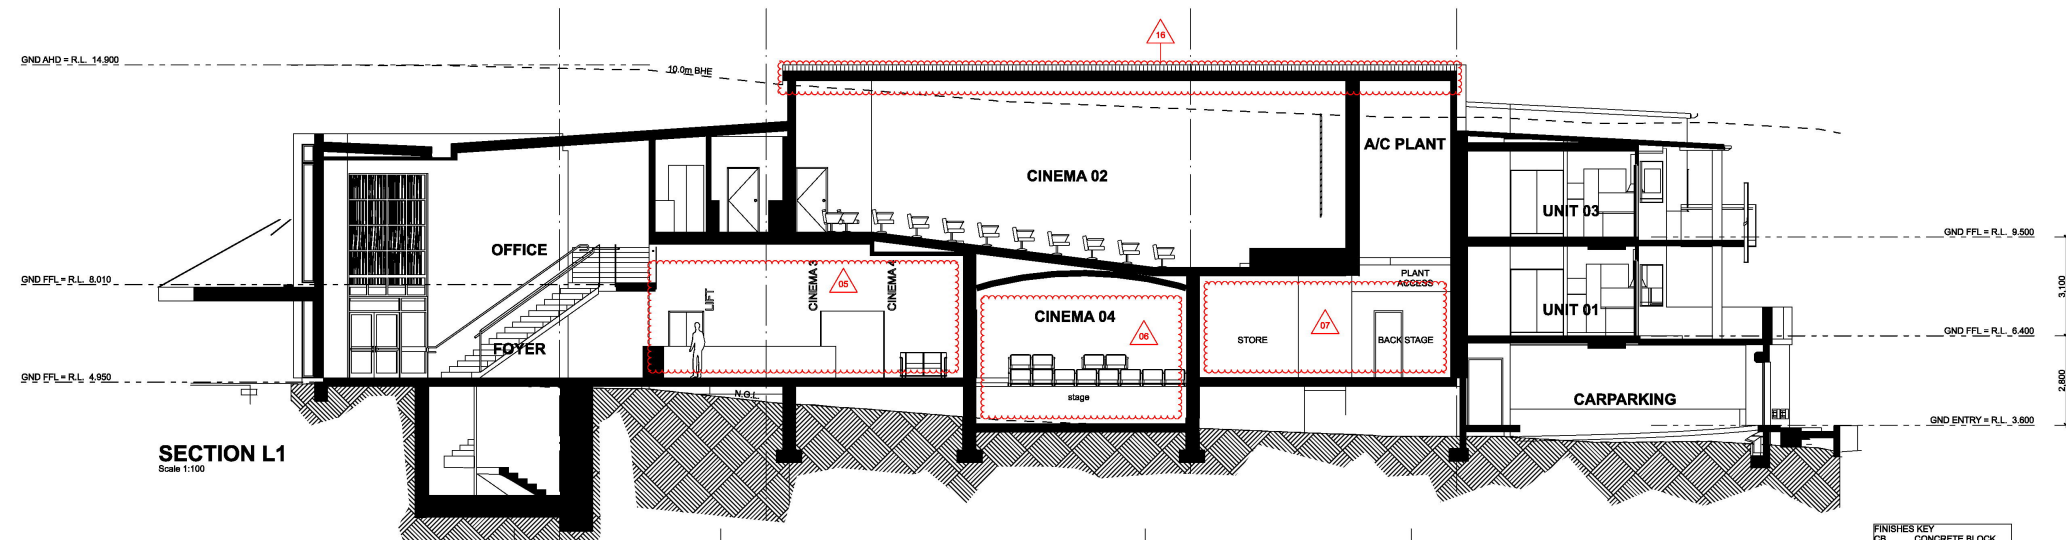 16
GND AHD = R.L. 14.900
10.0m BHE
A/C PLANT
CINEMA 02
UNIT 03
GND FFL = R.L. 9.500
OFFICE
GND FFL = R.L. 8.010
CINEMA 3
CINEMA 4
05
LIFT
PLANT
ACCESS
3,100
UNIT 01
CINEMA 04
06
07
GND FFL = R.L. 6.400
STORE
BACK STAGE
FOYER
GND FFL = R.L. 4.950
2,800
N.G.L.
stage
CARPARKING
GND ENTRY = R.L. 3.600
SECTION L1
Scale 1:100
FINISHES KEY
CB CONCRETE BLOCK